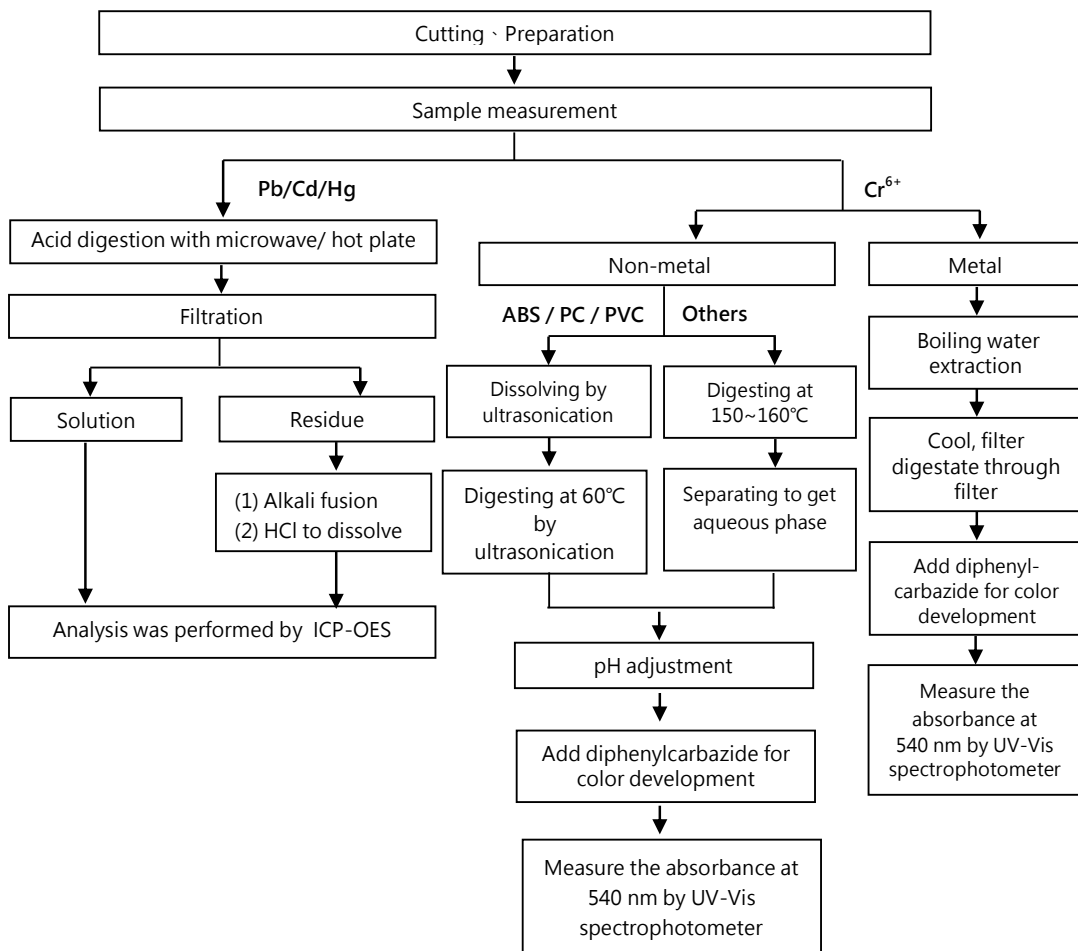 Cutting、Preparation
Sample measurement
Pb/Cd/Hg
Cr⁶⁺
Acid digestion with microwave/ hot plate
Non-metal
Metal
Filtration
ABS / PC / PVC
Others
Boiling water
extraction
Solution
Residue
Dissolving by
ultrasonication
Digesting at
150~160℃
Cool, filter
digestate through
filter
(1) Alkali fusion
(2) HCl to dissolve
Digesting at 60℃
by
ultrasonication
Separating to get
aqueous phase
Add diphenyl-
carbazide for color
development
Analysis was performed by ICP-OES
pH adjustment
Measure the
absorbance at
540 nm by UV-Vis
spectrophotometer
Add diphenylcarbazide for
color development
Measure the absorbance at
540 nm by UV-Vis
spectrophotometer